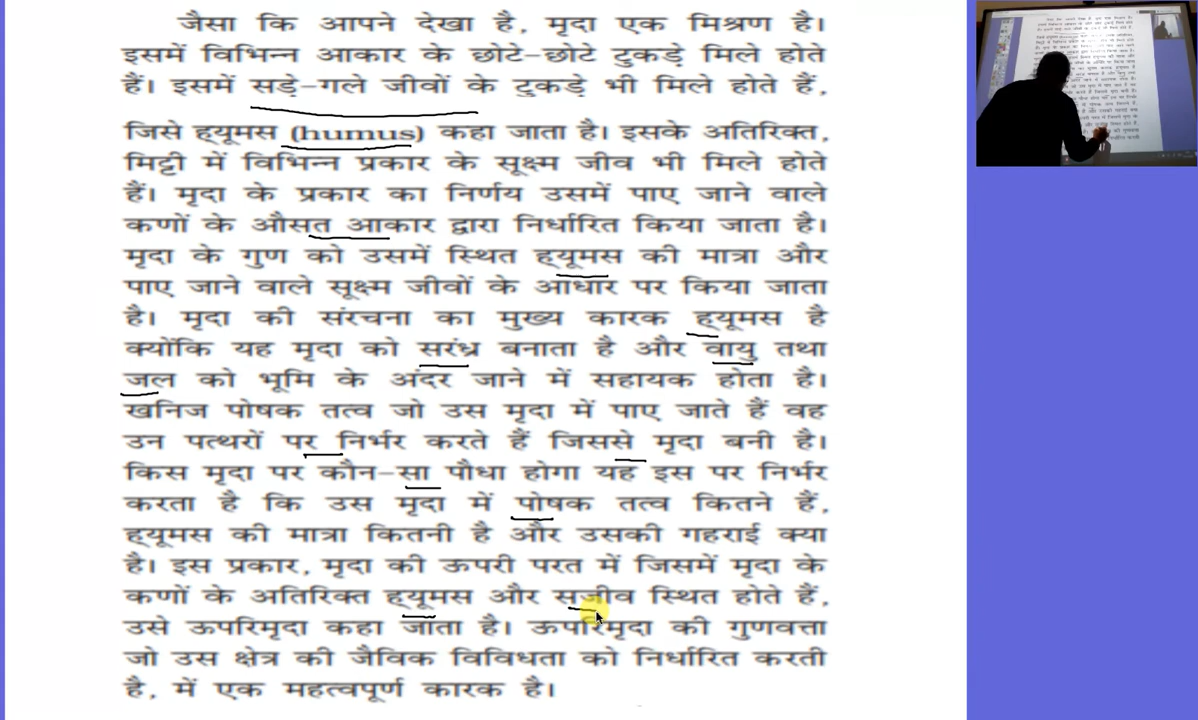 जैसा कि आपने देखा है, मृदा एक मिश्रण है।
इसमें विभिन्न आकार के छोटे-छोटे टुकड़े मिले होते
हैं। इसमें सड़े-गले जीवों के टुकड़े भी मिले होते हैं,
जिसे ह्यूमस (humus) कहा जाता है। इसके अतिरिक्त,
मिट्टी में विभिन्न प्रकार के सूक्ष्म जीव भी मिले होते
हैं। मृदा के प्रकार का निर्णय उसमें पाए जाने वाले
कणों के औसत आकार द्वारा निर्धारित किया जाता है।
मृदा के गुण को उसमें स्थित ह्यूमस की मात्रा और
पाए जाने वाले सूक्ष्म जीवों के आधार पर किया जाता
है। मृदा की संरचना का मुख्य कारक ह्यूमस है
क्योंकि यह मृदा को सरंध्र बनाता है और वायु तथा
जल को भूमि के अंदर जाने में सहायक होता है।
खनिज पोषक तत्व जो उस मृदा में पाए जाते हैं वह
उन पत्थरों पर निर्भर करते हैं जिससे मृदा बनी है।
किस मृदा पर कौन-सा पौधा होगा यह इस पर निर्भर
करता है कि उस मृदा में पोषक तत्व कितने हैं,
ह्यूमस की मात्रा कितनी है और उसकी गहराई क्या
है। इस प्रकार, मृदा की ऊपरी परत में जिसमें मृदा के
कणों के अतिरिक्त ह्यूमस और सजीव स्थित होते हैं,
उसे ऊपरिमृदा कहा जाता है। ऊपरिमृदा की गुणवत्ता
जो उस क्षेत्र की जैविक विविधता को निर्धारित करती
है, में एक महत्वपूर्ण कारक है।